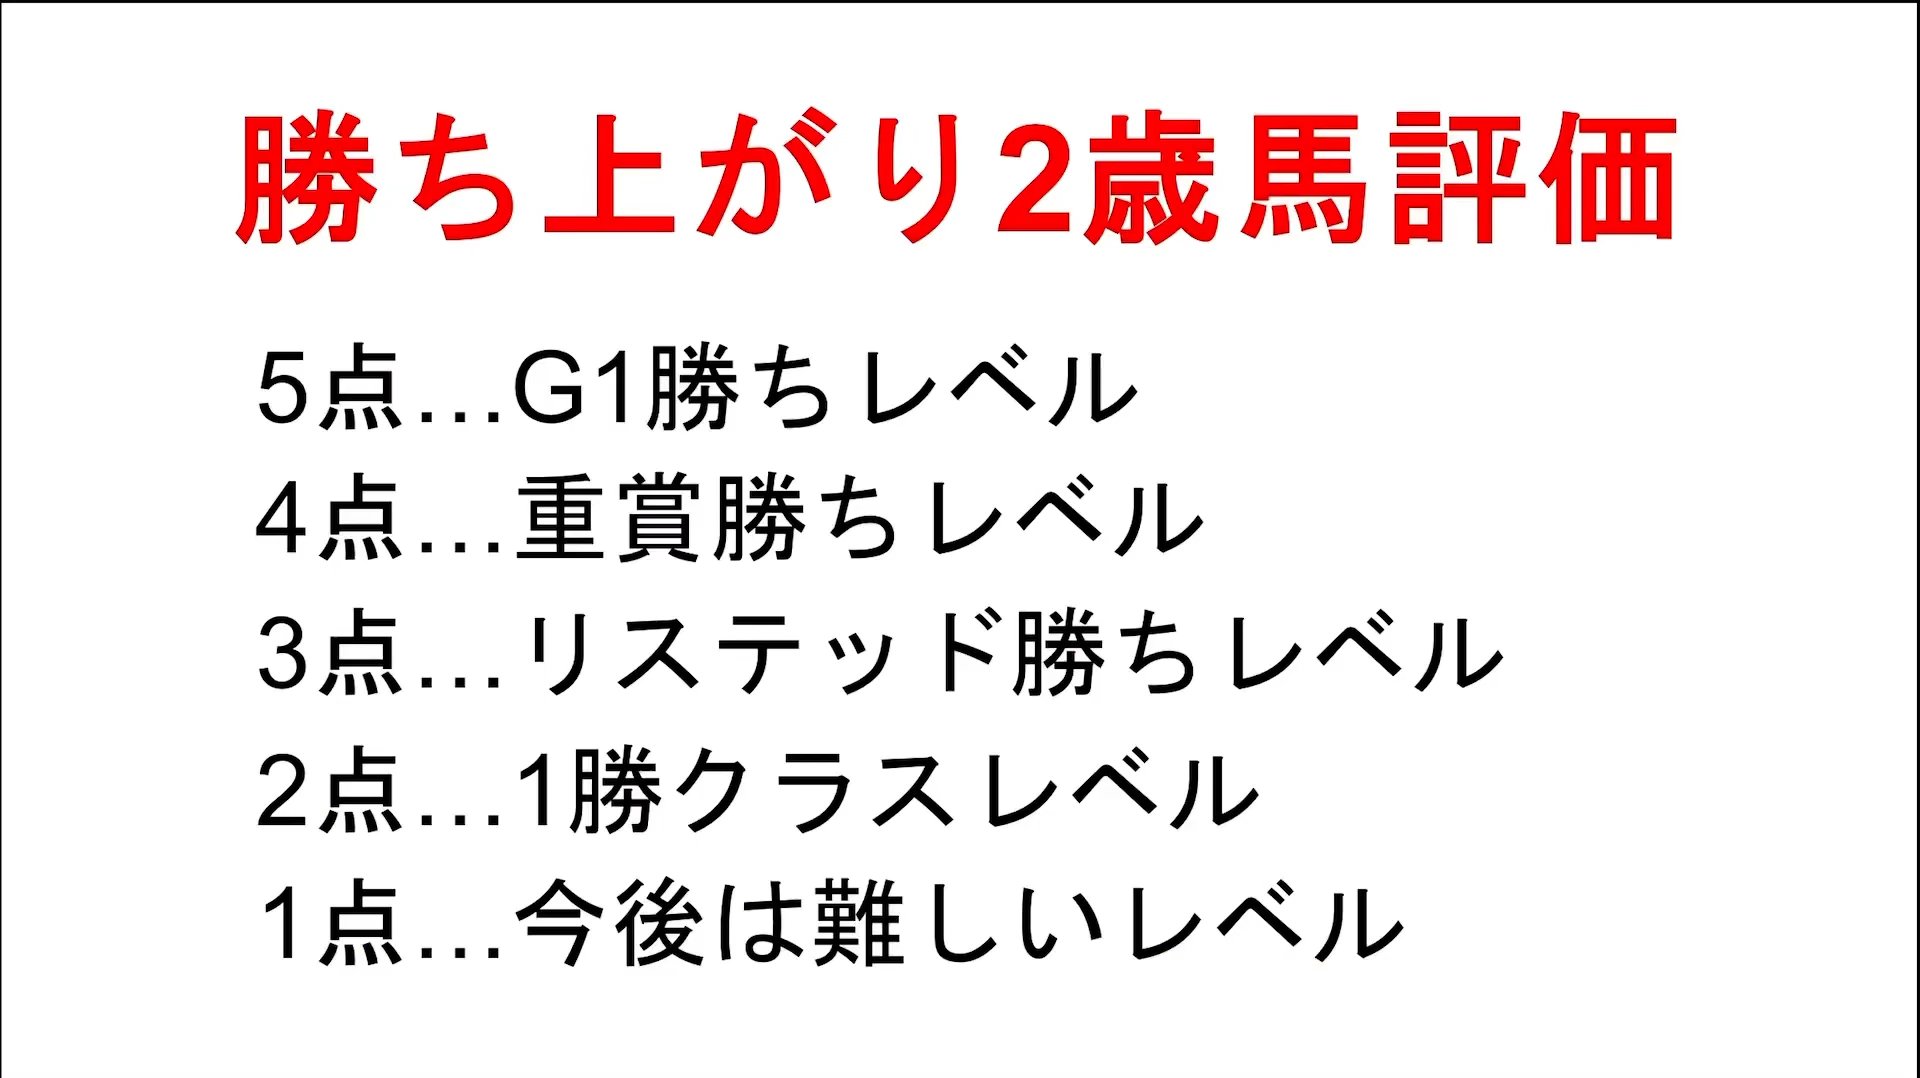 勝ち上がり2歳馬評価
5点…G1勝ちレベル
4点…重賞勝ちレベル
3点…リステッド勝ちレベル
2点…1勝クラスレベル
1点…今後は難しいレベル